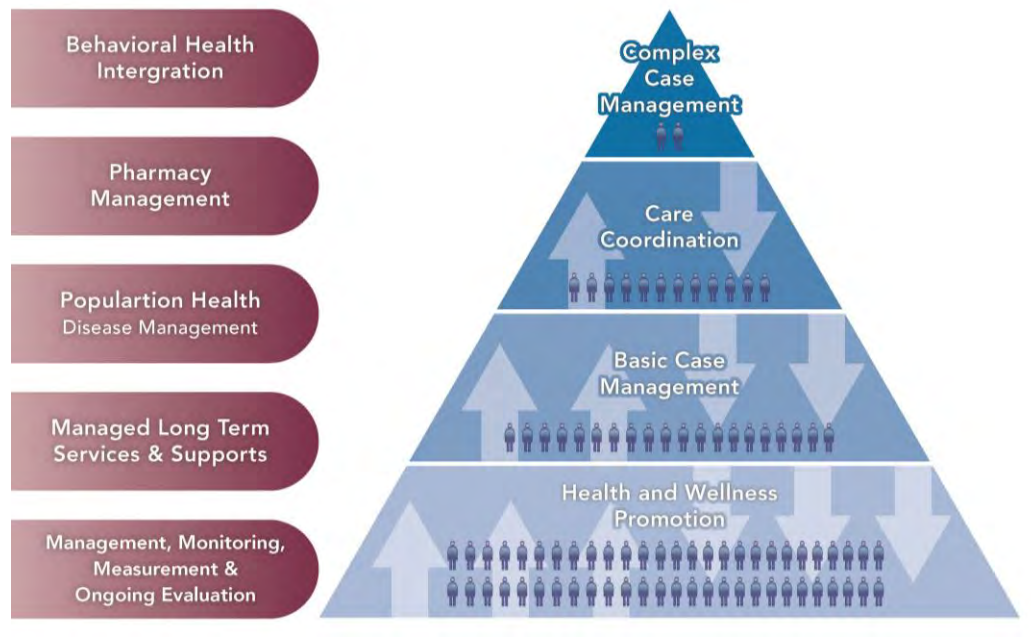 Behavioral Health
Intergration
Pharmacy
Management
Populartion Health
Disease Management
Managed Long Term
Services & Supports
Management, Monitoring,
Measurement &
Ongoing Evaluation
Complex
Case
Management
Care
Coordination
Basic Case
Management
Health and Wellness
Promotion